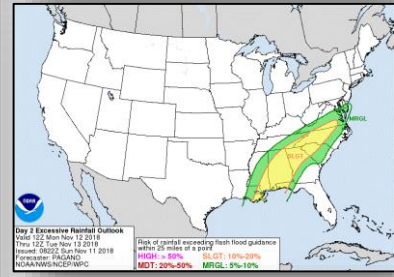 MRGL
SLGT
noaa
Day 2 Excessive Rainfall Outlook
Valid 12Z Mon Nov 12 2018
Thru 12Z Tue Nov 13 2018
Issued: 0822Z Sun Nov 11 2018
Forecaster: PAGANO
NOAA/NWS/NCEP/WPC
Risk of rainfall exceeding flash flood guidance
within 25 miles of a point
HIGH: > 50% SLGT: 10%-20%
MDT: 20%-50% MRGL: 5%-10%